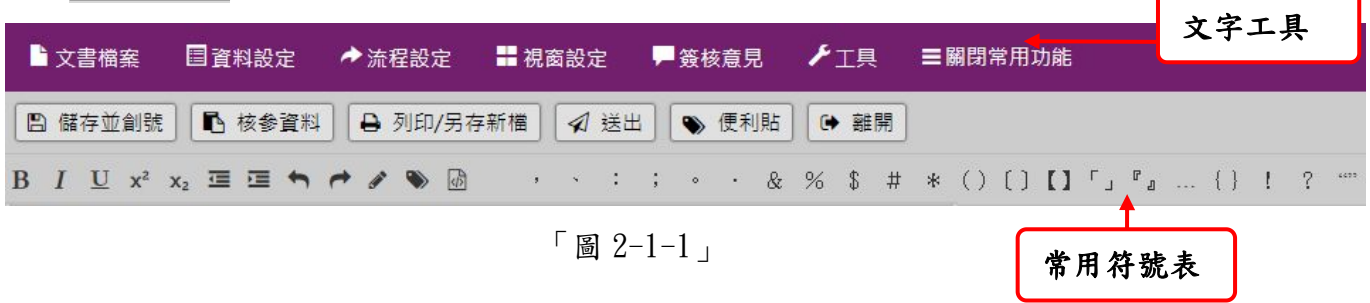 文字工具
文書檔案 資料設定 流程設定 視窗設定 簽核意見 工具 關閉常用功能
儲存並創號 核參資料 列印/另存新檔 送出 便利貼 離開
B I U x² x₂ , 、 : ; 。 · & % $ # * () 〔〕 【】 「」 『』 … {} ! ? “”
「圖 2-1-1」
常用符號表